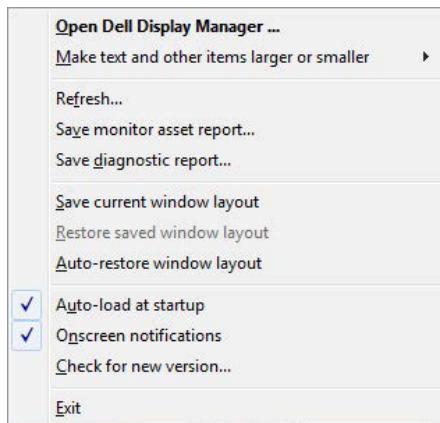 Open Dell Display Manager ...
Make text and other items larger or smaller
Refresh...
Save monitor asset report...
Save diagnostic report...
Save current window layout
Restore saved window layout
Auto-restore window layout
Auto-load at startup
Onscreen notifications
Check for new version...
Exit